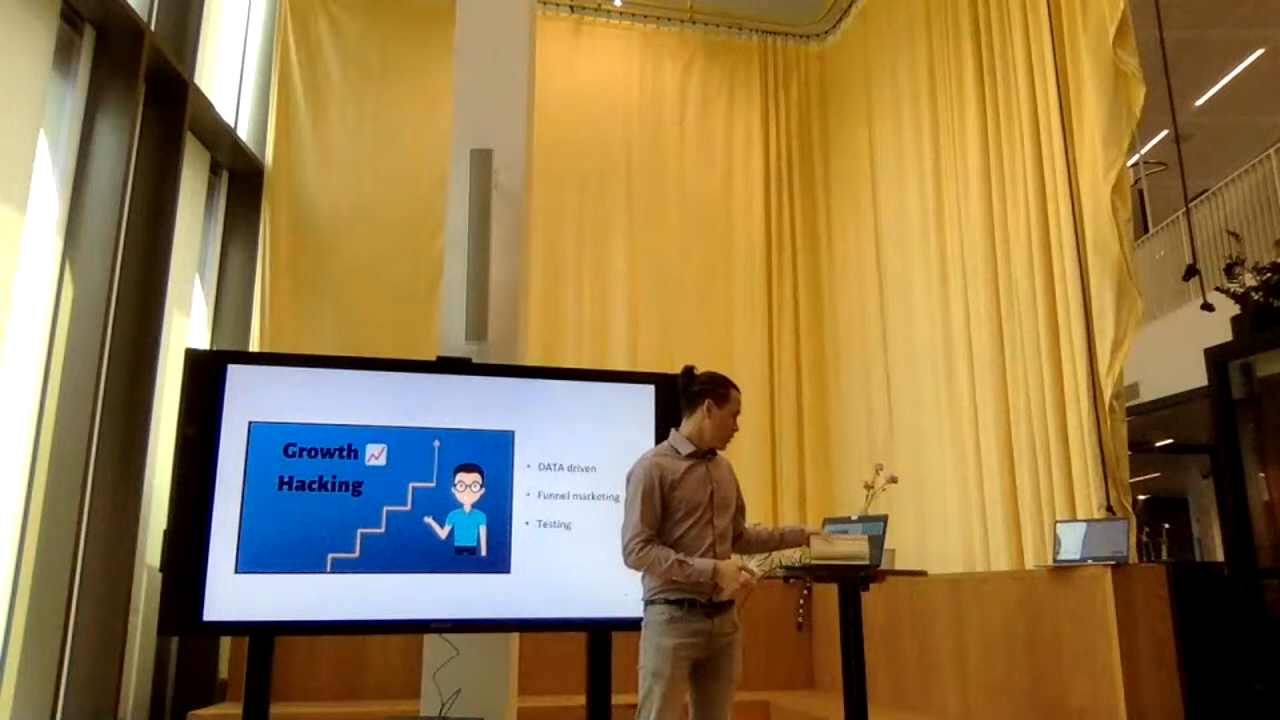 Growth
Hacking
• DATA driven
• Funnel marketing
• Testing